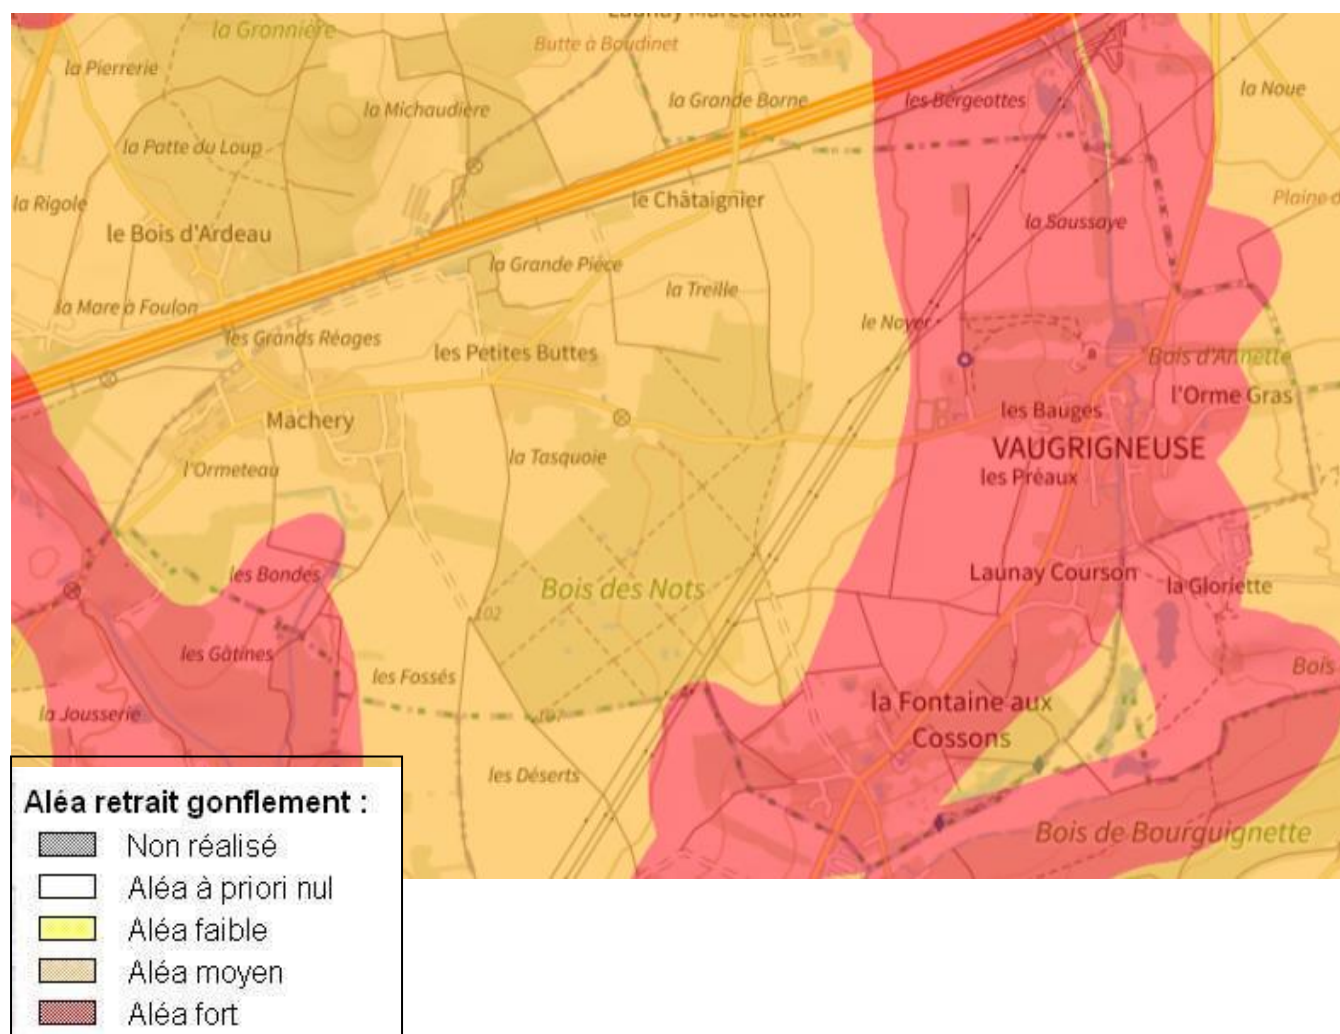 la Gronnière
Launay Maréchaux
Butte à Baudinet
la Pierrerie
la Michaudière
la Grande Borne
les Bergeottes
la Noue
la Patte du Loup
la Rigole
le Châtaignier
Plaine d
le Bois d'Ardeau
la Saussaye
la Grande Pièce
la Mare à Foulon
la Treille
les Grands Réages
le Noyer
les Petites Buttes
Bois d'Annette
l'Orme Gras
Machery
les Bauges
VAUGRIGNEUSE
l'Ormeteau
la Tasquoie
les Préaux
les Bondes
Bois des Nots
Launay Courson
la Gloriette
102
les Gâtines
les Fossés
Bois
la Jousserie
107
la Fontaine aux
Cossons
les Déserts
Bois de Bourguignette
Aléa retrait gonflement :
Non réalisé
Aléa à priori nul
Aléa faible
Aléa moyen
Aléa fort